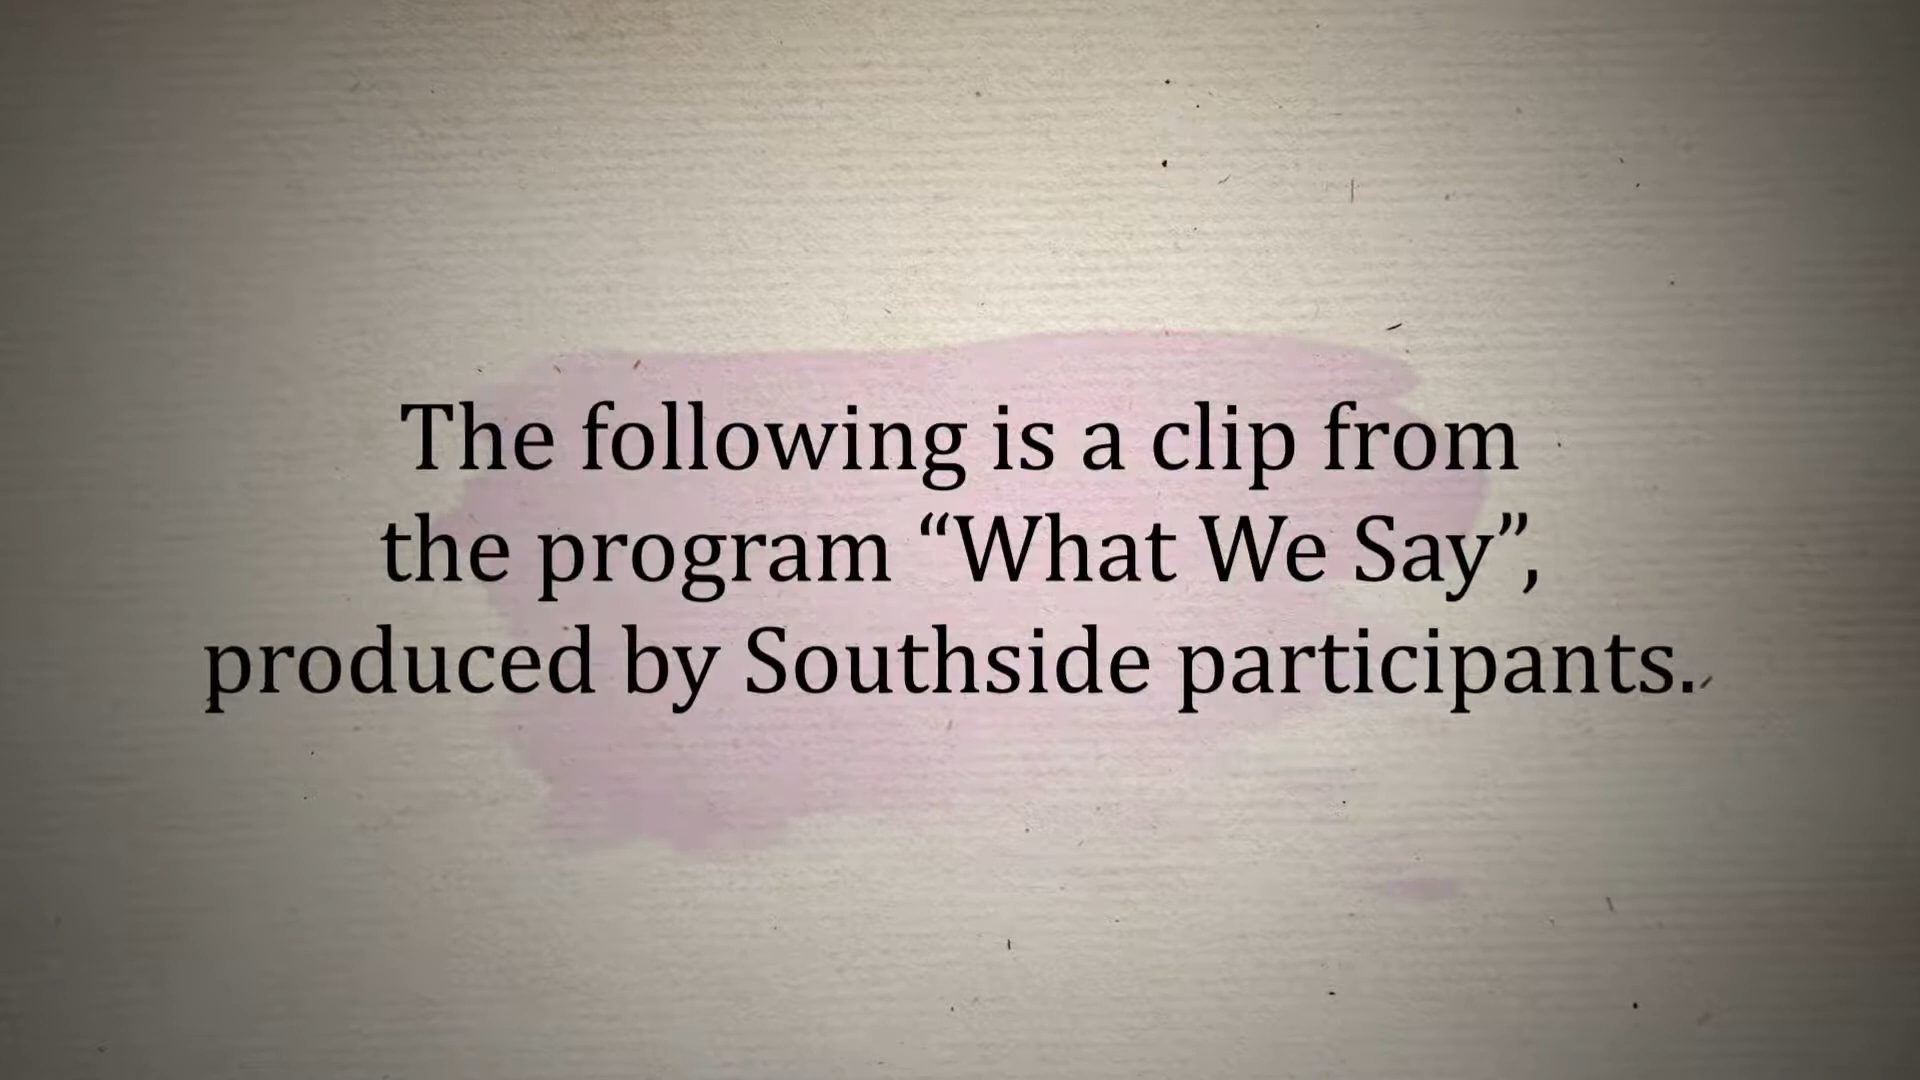 The following is a clip from
the program “What We Say”,
produced by Southside participants.